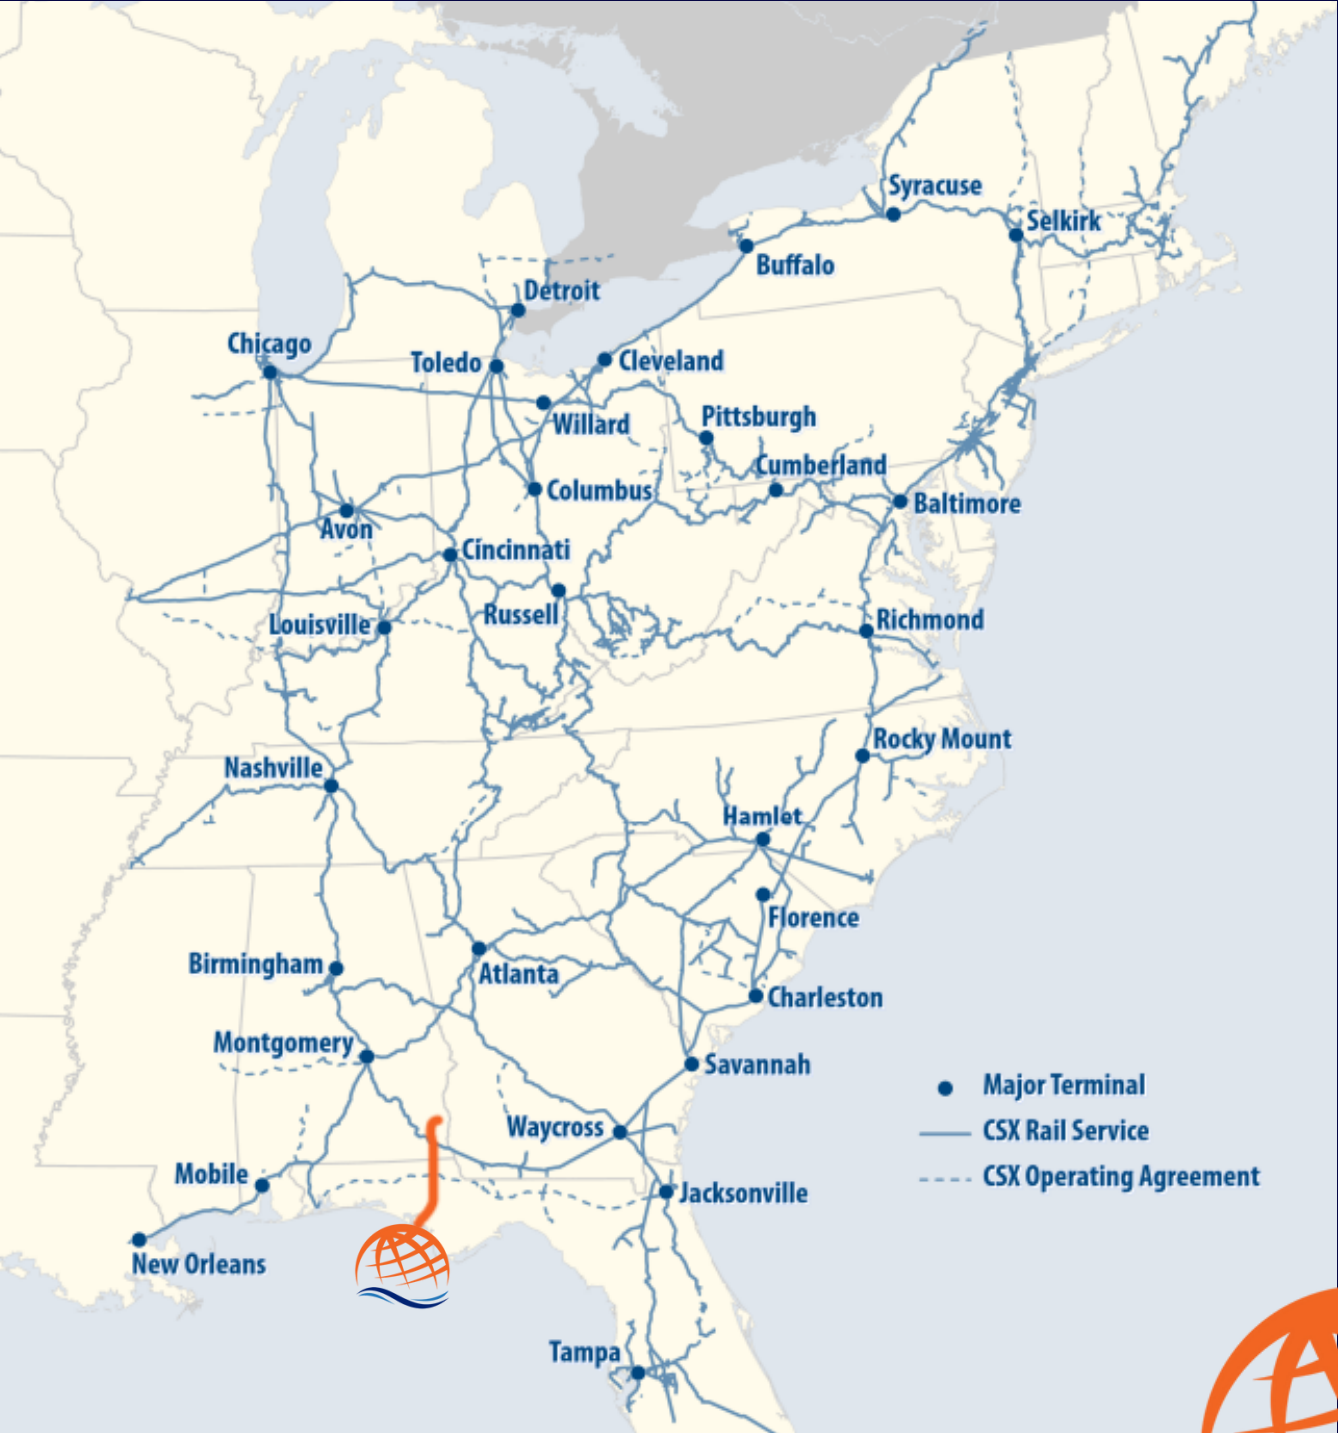 Syracuse
Selkirk
Buffalo
Detroit
Chicago
Toledo
Cleveland
Willard
Pittsburgh
Cumberland
Columbus
Baltimore
Avon
Cincinnati
Russell
Louisville
Richmond
Rocky Mount
Nashville
Hamlet
Florence
Birmingham
Atlanta
Charleston
Montgomery
Savannah
Waycross
Mobile
Jacksonville
New Orleans
Tampa
Major Terminal
CSX Rail Service
CSX Operating Agreement